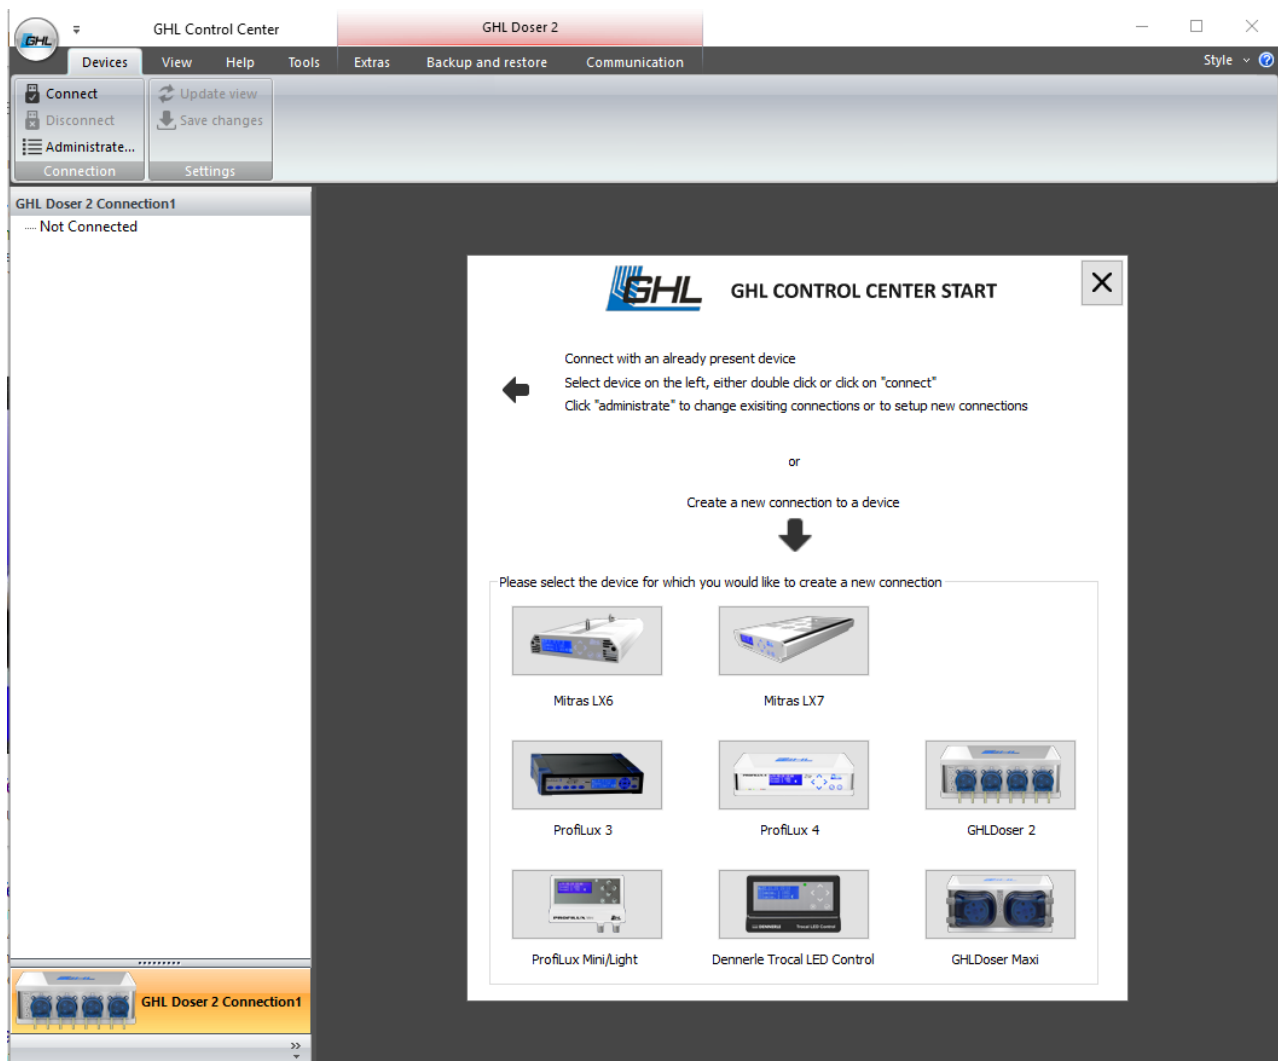 GHL
GHL Control Center
GHL Doser 2
Devices
View
Help
Tools
Extras
Backup and restore
Communication
Style
Connect
Disconnect
Administrate...
Connection
Update view
Save changes
Settings
GHL Doser 2 Connection1
Not Connected
GHL
GHL CONTROL CENTER START
Connect with an already present device
Select device on the left, either double click or click on "connect"
Click "administrate" to change exisiting connections or to setup new connections
or
Create a new connection to a device
Please select the device for which you would like to create a new connection
Mitras LX6
Mitras LX7
ProfiLux 3
ProfiLux 4
GHLDoser 2
ProfiLux Mini/Light
Dennerle Trocal LED Control
GHLDoser Maxi
GHL Doser 2 Connection1